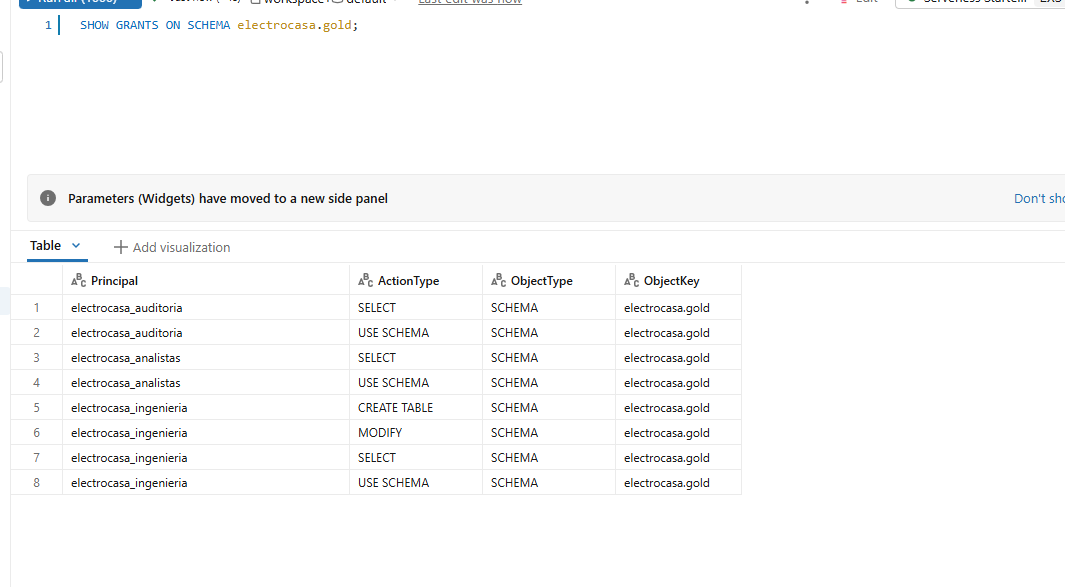 Last edit was now
1 SHOW GRANTS ON SCHEMA electrocasa.gold;
Parameters (Widgets) have moved to a new side panel Don't sho
Table Add visualization
Principal ActionType ObjectType ObjectKey
1 electrocasa_auditoria SELECT SCHEMA electrocasa.gold
2 electrocasa_auditoria USE SCHEMA SCHEMA electrocasa.gold
3 electrocasa_analistas SELECT SCHEMA electrocasa.gold
4 electrocasa_analistas USE SCHEMA SCHEMA electrocasa.gold
5 electrocasa_ingenieria CREATE TABLE SCHEMA electrocasa.gold
6 electrocasa_ingenieria MODIFY SCHEMA electrocasa.gold
7 electrocasa_ingenieria SELECT SCHEMA electrocasa.gold
8 electrocasa_ingenieria USE SCHEMA SCHEMA electrocasa.gold